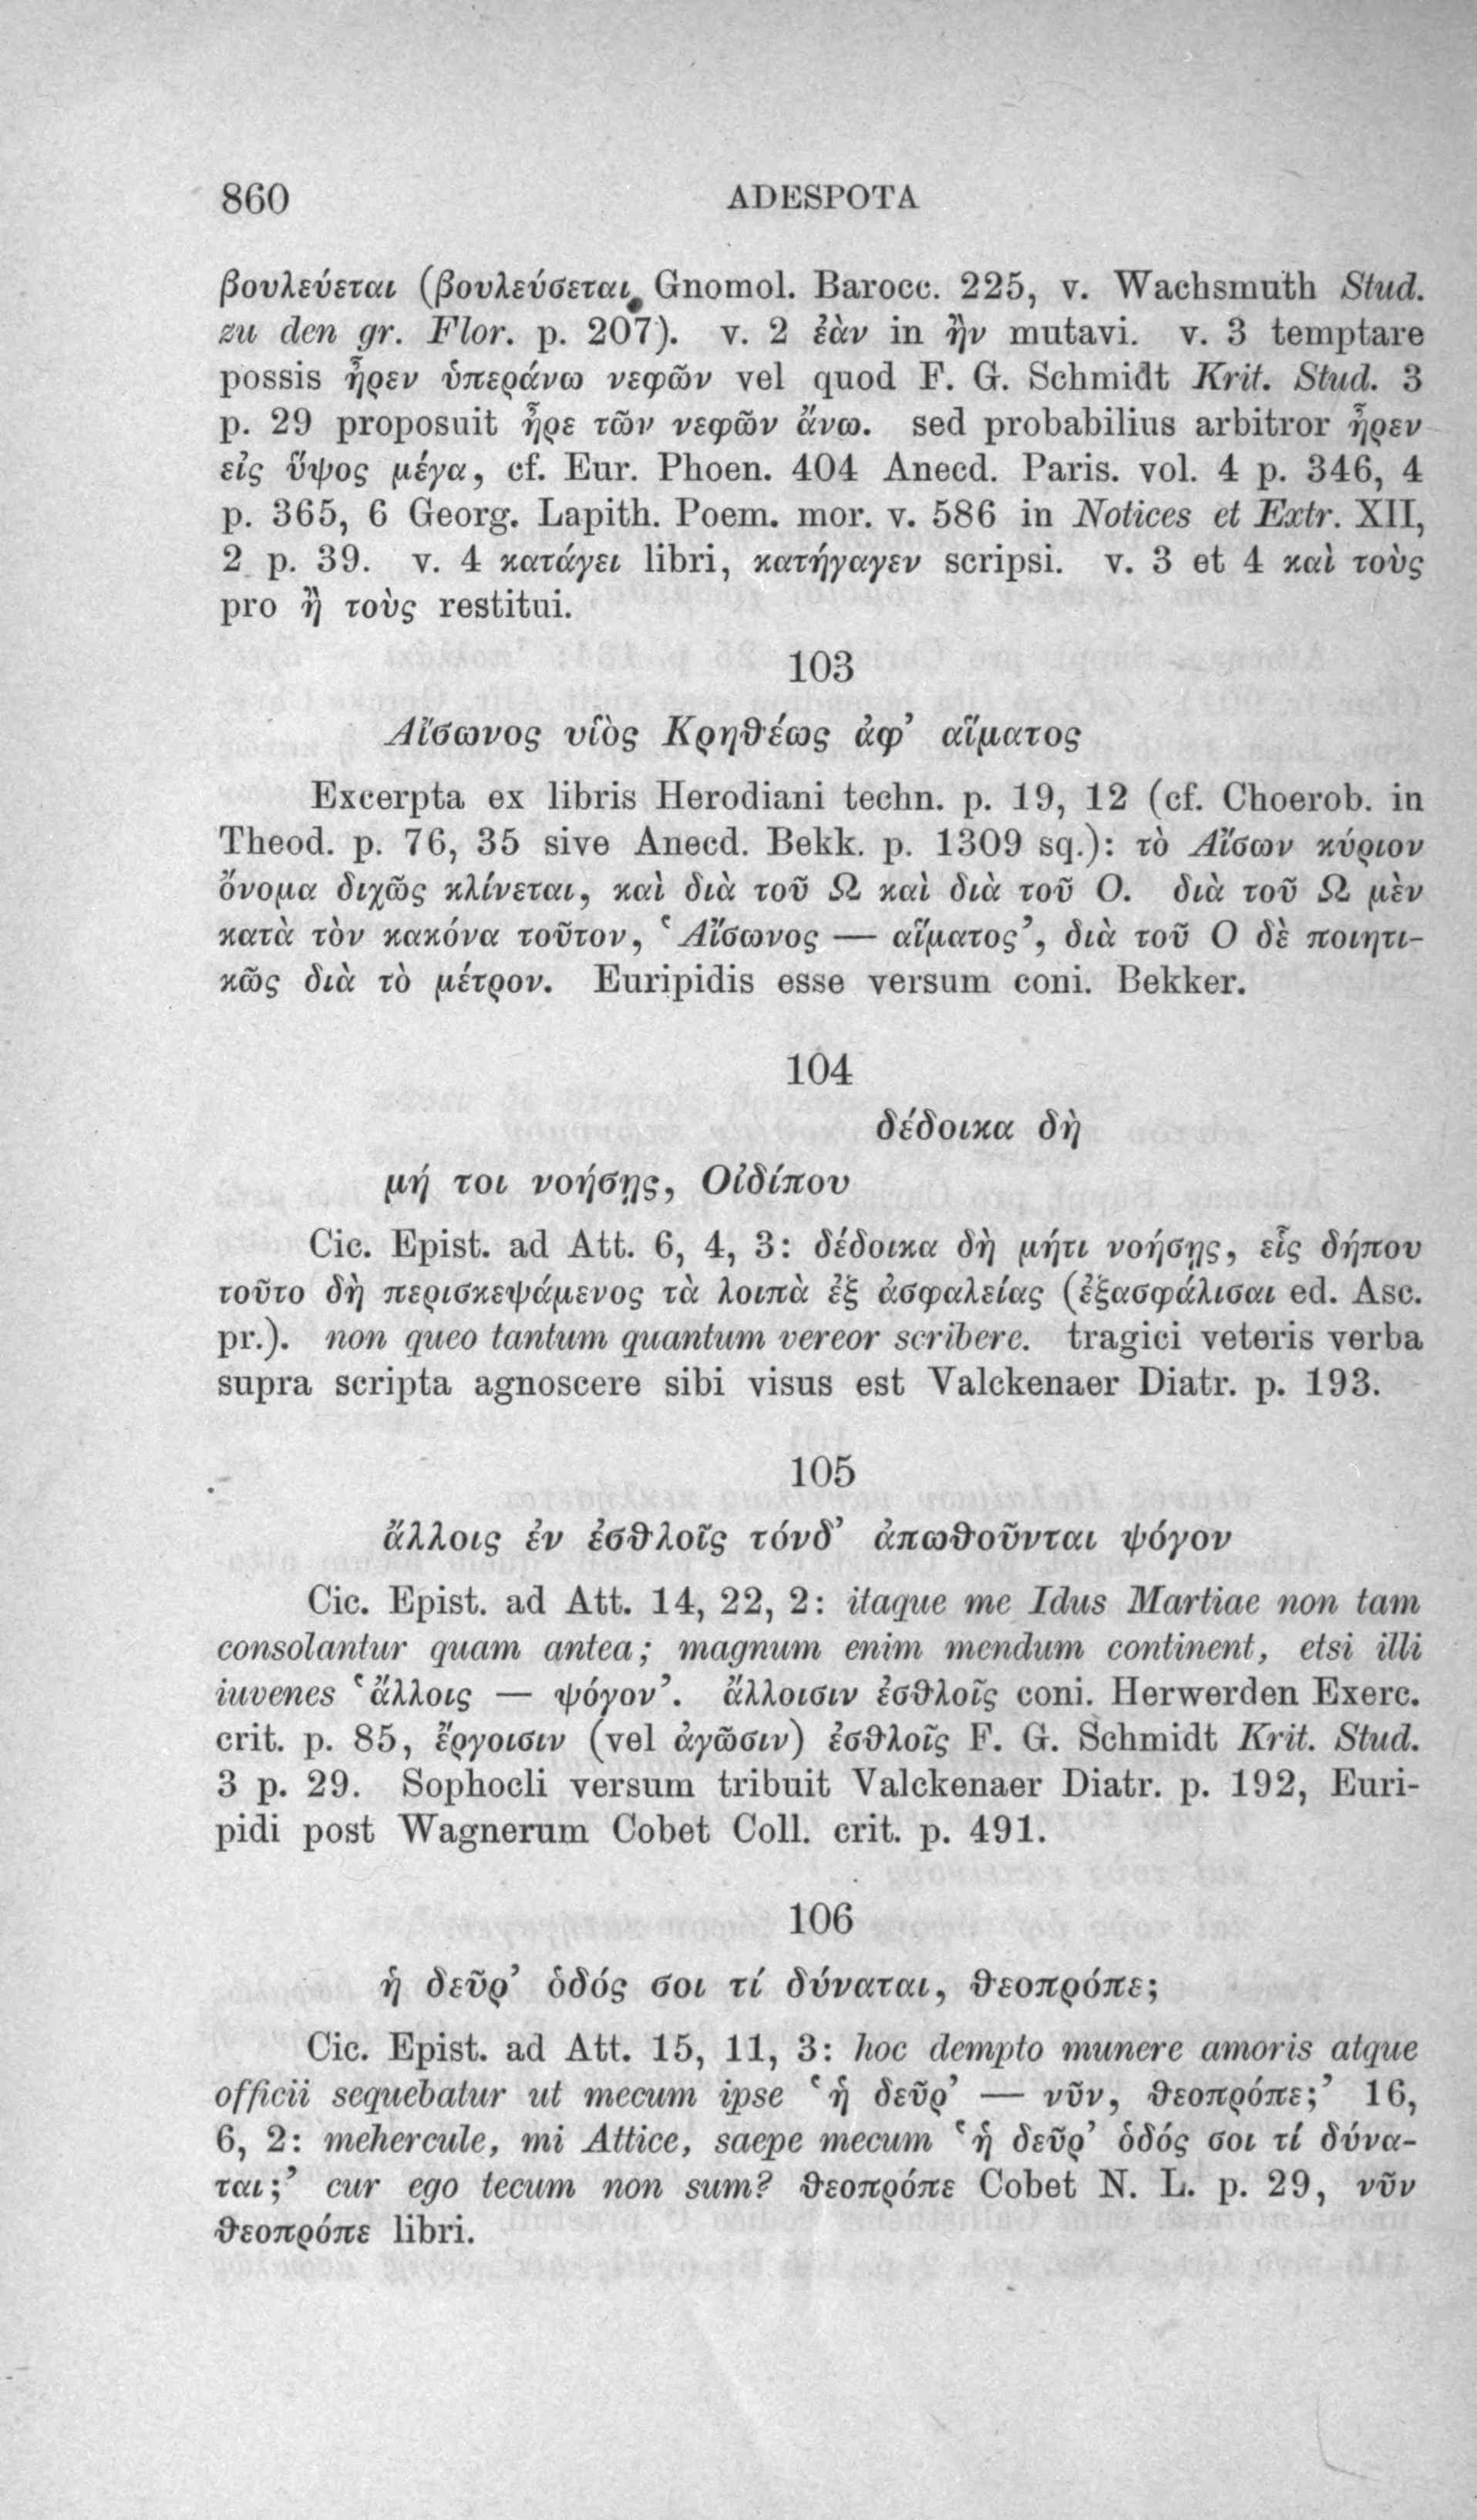 860 ADESPOTA
βουλεύεται (βουλεύσεται Gnomol. Barocc. 225, v. Wachsmuth Stud.
zu den gr. Flor. p. 207). v. 2 ἐὰν in ἢν mutavi. v. 3 temptare
possis ἦρεν ὑπεράνω νεφῶν vel quod F. G. Schmidt Krit. Stud. 3
p. 29 proposuit ἦρε τῶν νεφῶν ἄνω. sed probabilius arbitror ἦρεν
εἰς ὕψος μέγα, cf. Eur. Phoen. 404 Anecd. Paris. vol. 4 p. 346, 4
p. 365, 6 Georg. Lapith. Poem. mor. v. 586 in Notices et Extr. XII,
2 p. 39. v. 4 κατάγει libri, κατήγαγεν scripsi. v. 3 et 4 καὶ τοὺς
pro ἢ τοὺς restitui.
103
Αἴσωνος υἱὸς Κρηθέως ἀφ’ αἵματος
Excerpta ex libris Herodiani techn. p. 19, 12 (cf. Choerob. in
Theod. p. 76, 35 sive Anecd. Bekk. p. 1309 sq.): τὸ Αἴσων κύριον
ὄνομα διχῶς κλίνεται, καὶ διὰ τοῦ Ω καὶ διὰ τοῦ Ο. διὰ τοῦ Ω μὲν
κατὰ τὸν κακόνα τοῦτον, ‘Αἴσωνος — αἵματος’, διὰ τοῦ Ο δὲ ποιητι-
κῶς διὰ τὸ μέτρον. Euripidis esse versum coni. Bekker.
104
δέδοικα δὴ
μή τοι νοήσῃς, Οἰδίπου
Cic. Epist. ad Att. 6, 4, 3: δέδοικα δὴ μήτι νοήσῃς, εἷς δήπου
τοῦτο δὴ περισκεψάμενος τὰ λοιπὰ ἐξ ἀσφαλείας (ἐξασφάλισαι ed. Asc.
pr.). non queo tantum quantum vereor scribere. tragici veteris verba
supra scripta agnoscere sibi visus est Valckenaer Diatr. p. 193.
105
ἄλλοις ἐν ἐσθλοῖς τόνδ’ ἀπωθοῦνται ψόγον
Cic. Epist. ad Att. 14, 22, 2: itaque me Idus Martiae non tam
consolantur quam antea; magnum enim mendum continent, etsi illi
iuvenes ‘ἄλλοις — ψόγον’. ἄλλοισιν ἐσθλοῖς coni. Herwerden Exerc.
crit. p. 85, ἔργοισιν (vel ἀγῶσιν) ἐσθλοῖς F. G. Schmidt Krit. Stud.
3 p. 29. Sophocli versum tribuit Valckenaer Diatr. p. 192, Euri-
pidi post Wagnerum Cobet Coll. crit. p. 491.
106
ἡ δεῦρ’ ὁδός σοι τί δύναται, θεοπρόπε;
Cic. Epist. ad Att. 15, 11, 3: hoc dempto munere amoris atque
officii sequebatur ut mecum ipse ‘ἡ δεῦρ’ — νῦν, θεοπρόπε;’ 16,
6, 2: mehercule, mi Attice, saepe mecum ‘ἡ δεῦρ’ ὁδός σοι τί δύνα-
ται;’ cur ego tecum non sum? θεοπρόπε Cobet N. L. p. 29, νῦν
θεοπρόπε libri.